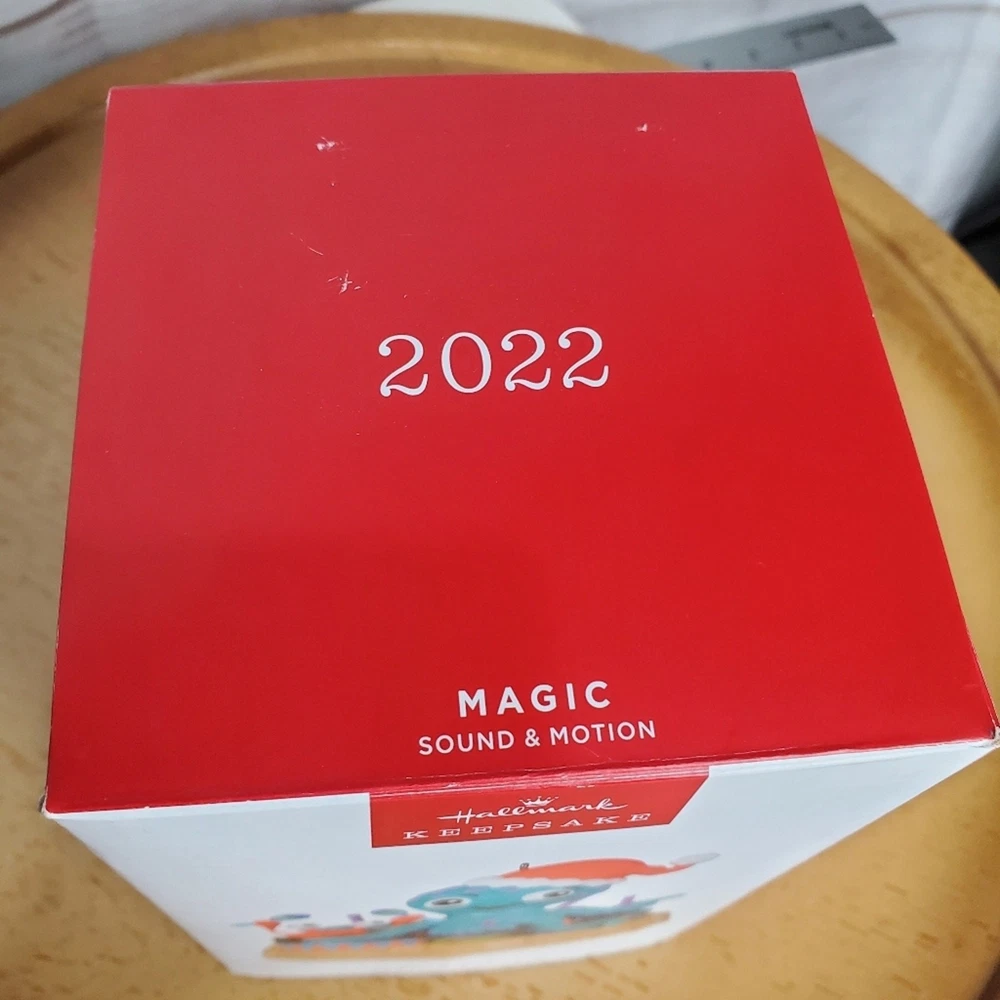 2022
MAGIC
SOUND & MOTION
Hallmark
KEEPSAKE